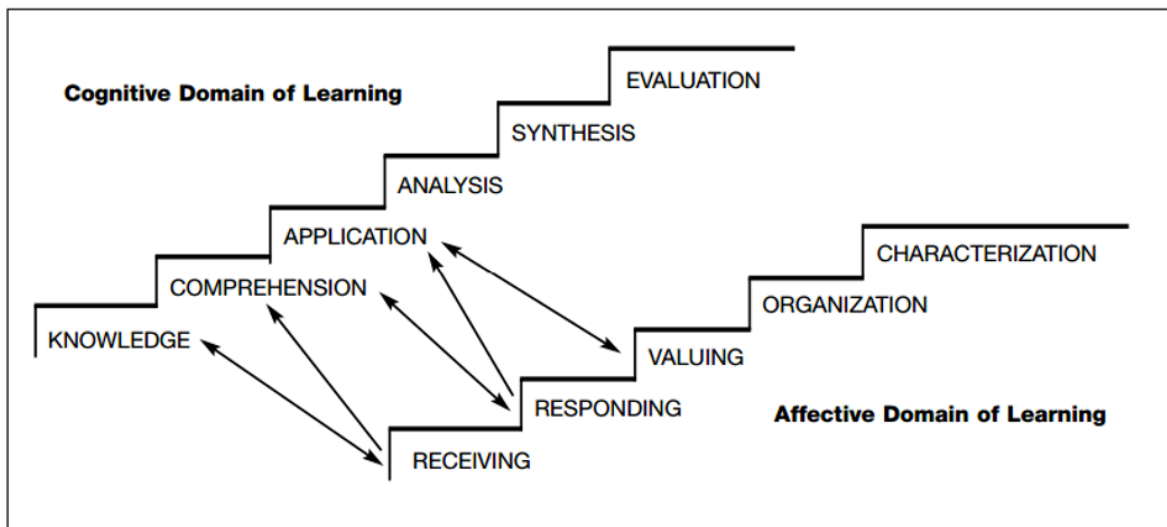 EVALUATION
Cognitive Domain of Learning
SYNTHESIS
ANALYSIS
APPLICATION
CHARACTERIZATION
COMPREHENSION
ORGANIZATION
KNOWLEDGE
VALUING
RESPONDING
Affective Domain of Learning
RECEIVING